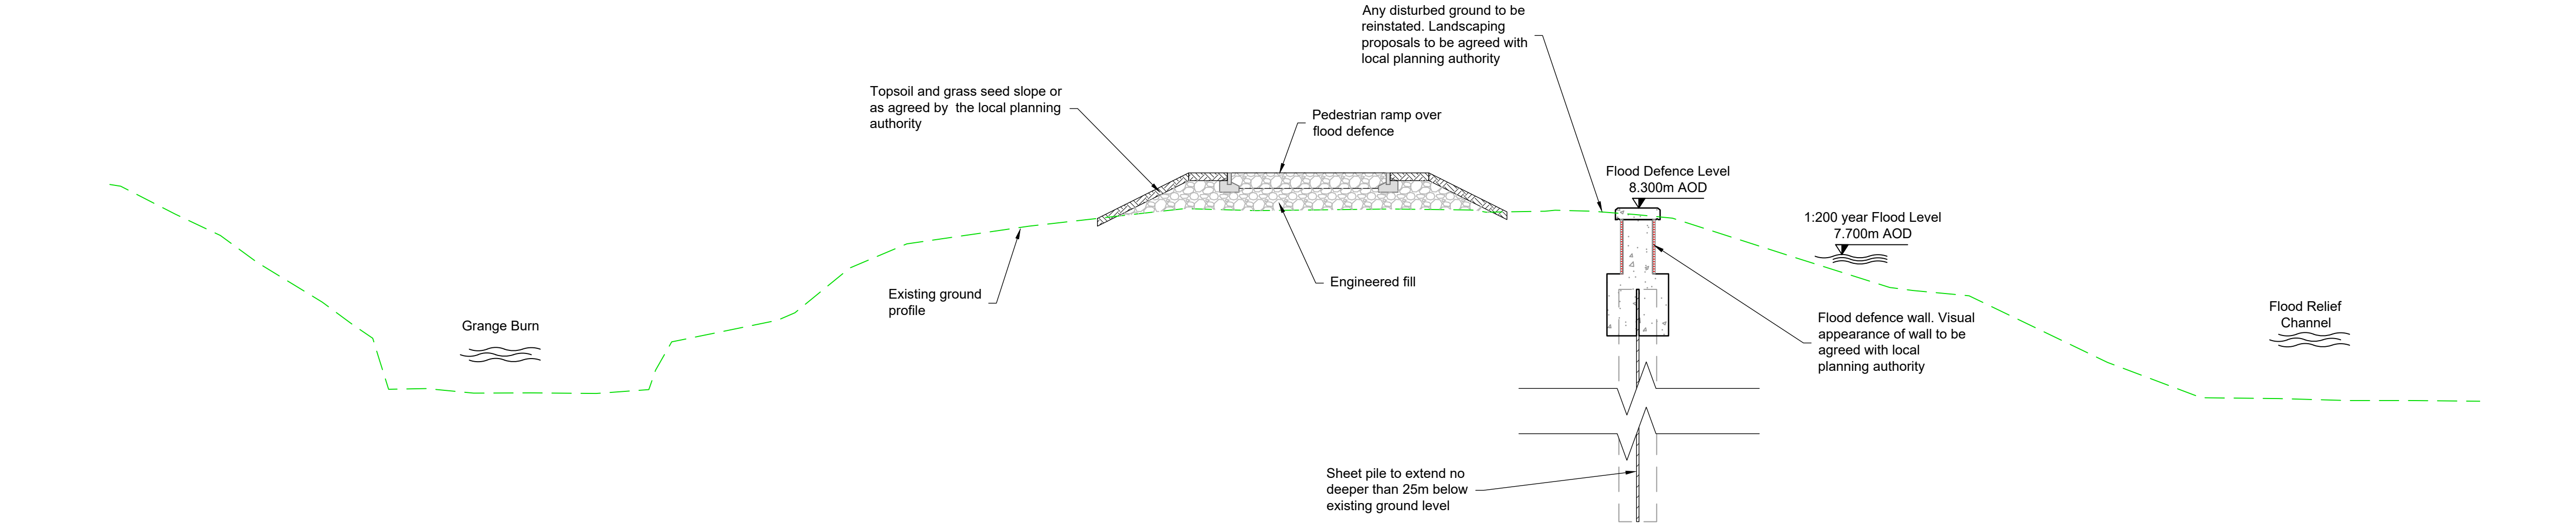 Any disturbed ground to be
reinstated. Landscaping
proposals to be agreed with
local planning authority
Topsoil and grass seed slope or
as agreed by  the local planning
authority
Pedestrian ramp over
flood defence
Flood Defence Level
8.300m AOD
1:200 year Flood Level
7.700m AOD
Engineered fill
Existing ground
profile
Grange Burn
Flood Relief
Channel
Flood defence wall. Visual
appearance of wall to be
agreed with local
planning authority
Sheet pile to extend no
deeper than 25m below
existing ground level